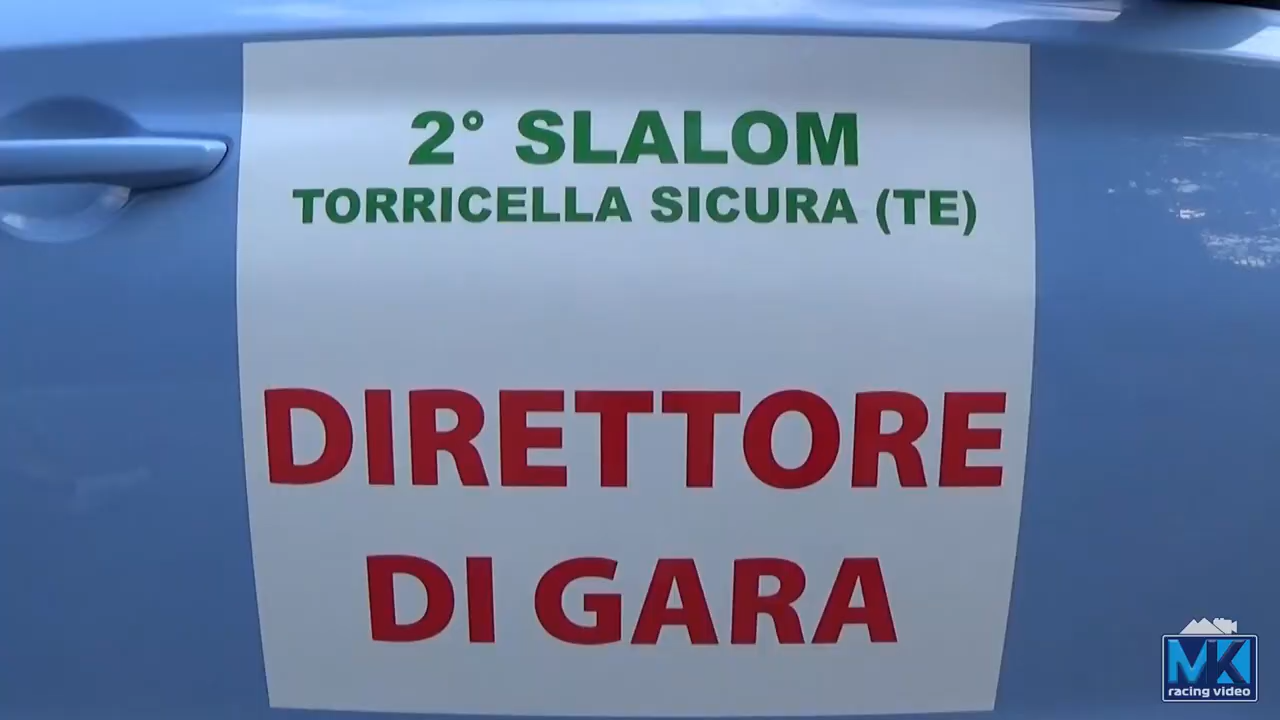 2° SLALOM
TORRICELLA SICURA (TE)
DIRETTORE
DI GARA
MK
racing video